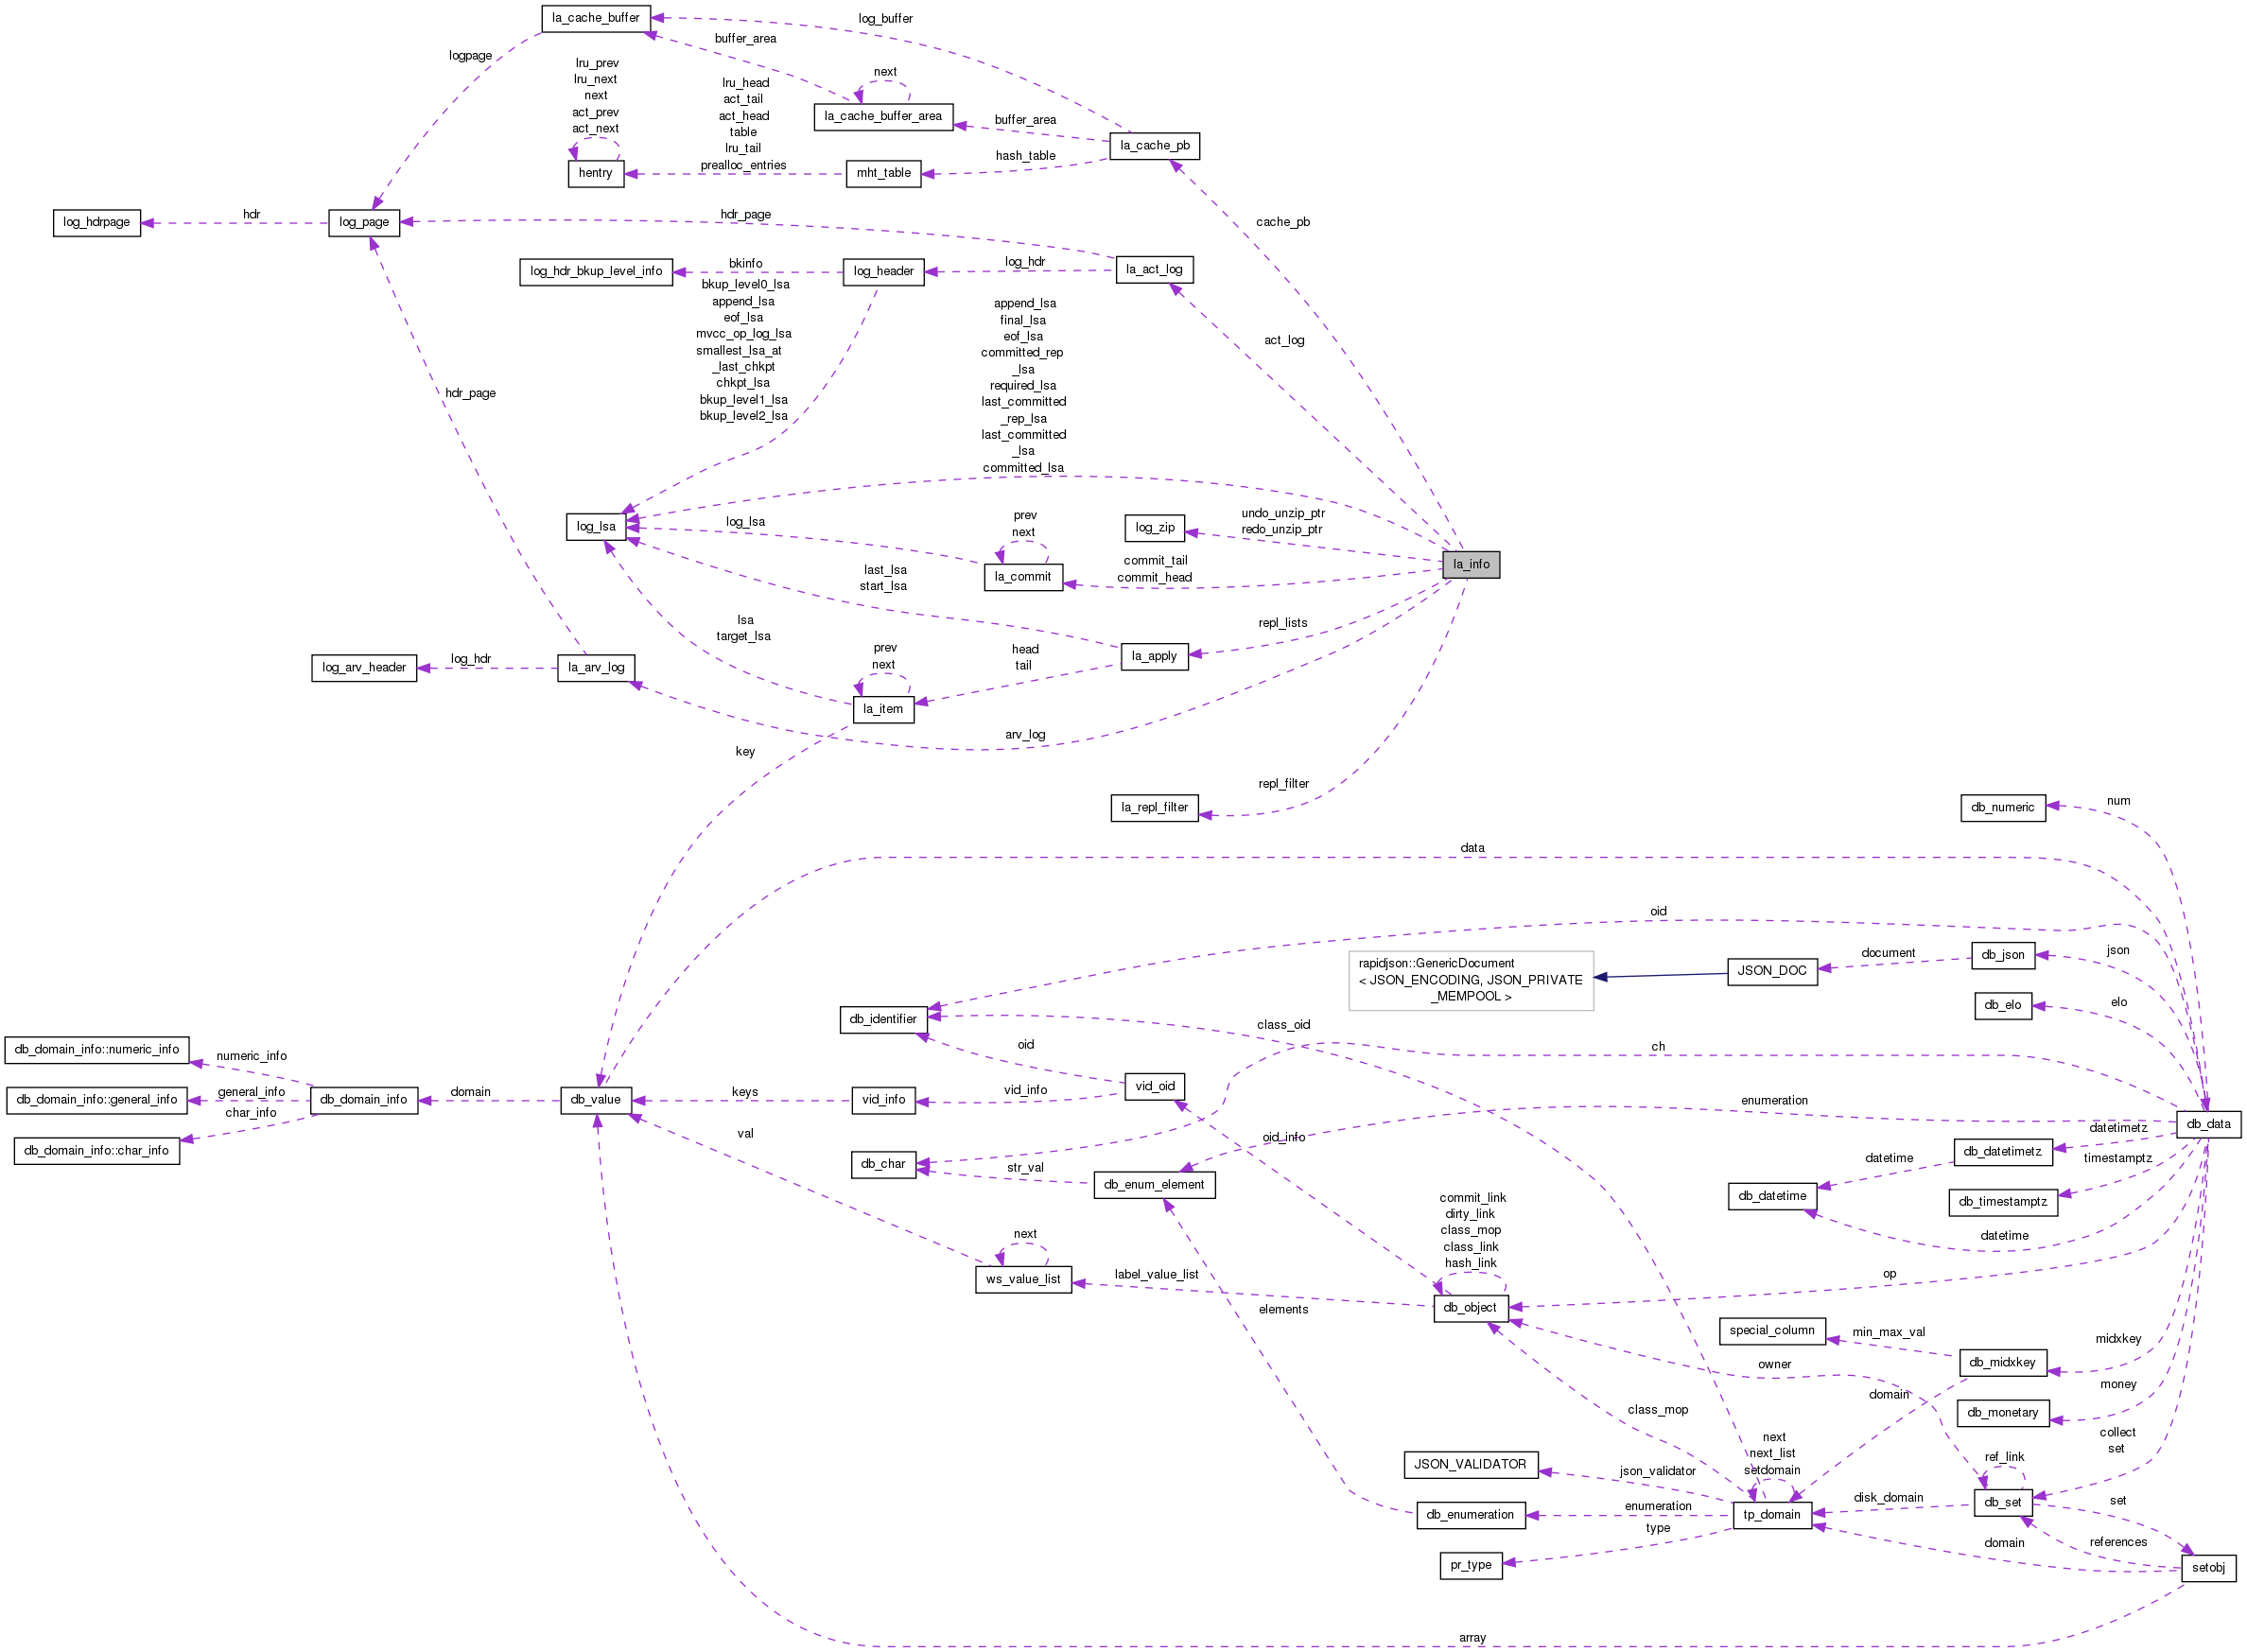 la_cache_buffer
log_buffer
buffer_area
logpage
lru_prev
lru_next
next
act_prev
act_next
lru_head
act_tail
act_head
table
lru_tail
prealloc_entries
next
la_cache_buffer_area
buffer_area
la_cache_pb
hash_table
hentry
mht_table
log_hdrpage
hdr
log_page
hdr_page
cache_pb
log_hdr_bkup_level_info
bkinfo
log_header
log_hdr
la_act_log
bkup_level0_lsa
append_lsa
eof_lsa
mvcc_op_log_lsa
smallest_lsa_at
_last_chkpt
chkpt_lsa
bkup_level1_lsa
bkup_level2_lsa
append_lsa
final_lsa
eof_lsa
committed_rep
_lsa
required_lsa
last_committed
_rep_lsa
last_committed
_lsa
committed_lsa
act_log
hdr_page
log_lsa
log_lsa
prev
next
la_commit
log_zip
undo_unzip_ptr
redo_unzip_ptr
commit_tail
commit_head
la_info
last_lsa
start_lsa
lsa
target_lsa
repl_lists
log_arv_header
log_hdr
la_arv_log
prev
next
la_item
head
tail
la_apply
key
arv_log
repl_filter
la_repl_filter
db_numeric
num
data
oid
rapidjson::GenericDocument
< JSON_ENCODING, JSON_PRIVATE
_MEMPOOL >
JSON_DOC
document
db_json
json
db_identifier
class_oid
db_elo
elo
db_domain_info::numeric_info
numeric_info
oid
ch
db_domain_info::general_info
general_info
db_domain_info
domain
db_value
keys
vid_info
vid_info
vid_oid
enumeration
db_data
db_domain_info::char_info
char_info
val
oid_info
db_char
str_val
db_enum_element
datetimetz
db_datetimetz
datetime
timestamptz
db_datetime
db_timestamptz
datetime
next
ws_value_list
label_value_list
commit_link
dirty_link
class_mop
class_link
hash_link
db_object
op
elements
special_column
min_max_val
midxkey
db_midxkey
owner
domain
money
db_monetary
class_mop
collect
set
JSON_VALIDATOR
json_validator
next
next_list
setdomain
ref_link
db_enumeration
enumeration
tp_domain
disk_domain
db_set
set
type
pr_type
domain
references
setobj
array